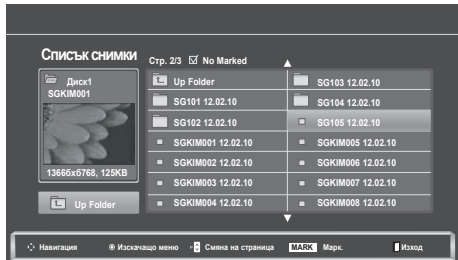 Списък снимки
Стр. 2/3 No Marked
Диск1
SGKIM001
13666x6768, 125KB
Up Folder
Up Folder
SG101 12.02.10
SG102 12.02.10
SGKIM001 12.02.10
SGKIM002 12.02.10
SGKIM003 12.02.10
SGKIM004 12.02.10
SG103 12.02.10
SG104 12.02.10
SG105 12.02.10
SGKIM005 12.02.10
SGKIM006 12.02.10
SGKIM007 12.02.10
SGKIM008 12.02.10
Навигация Изскачащо меню Смяна на страница MARK Марк. Изход